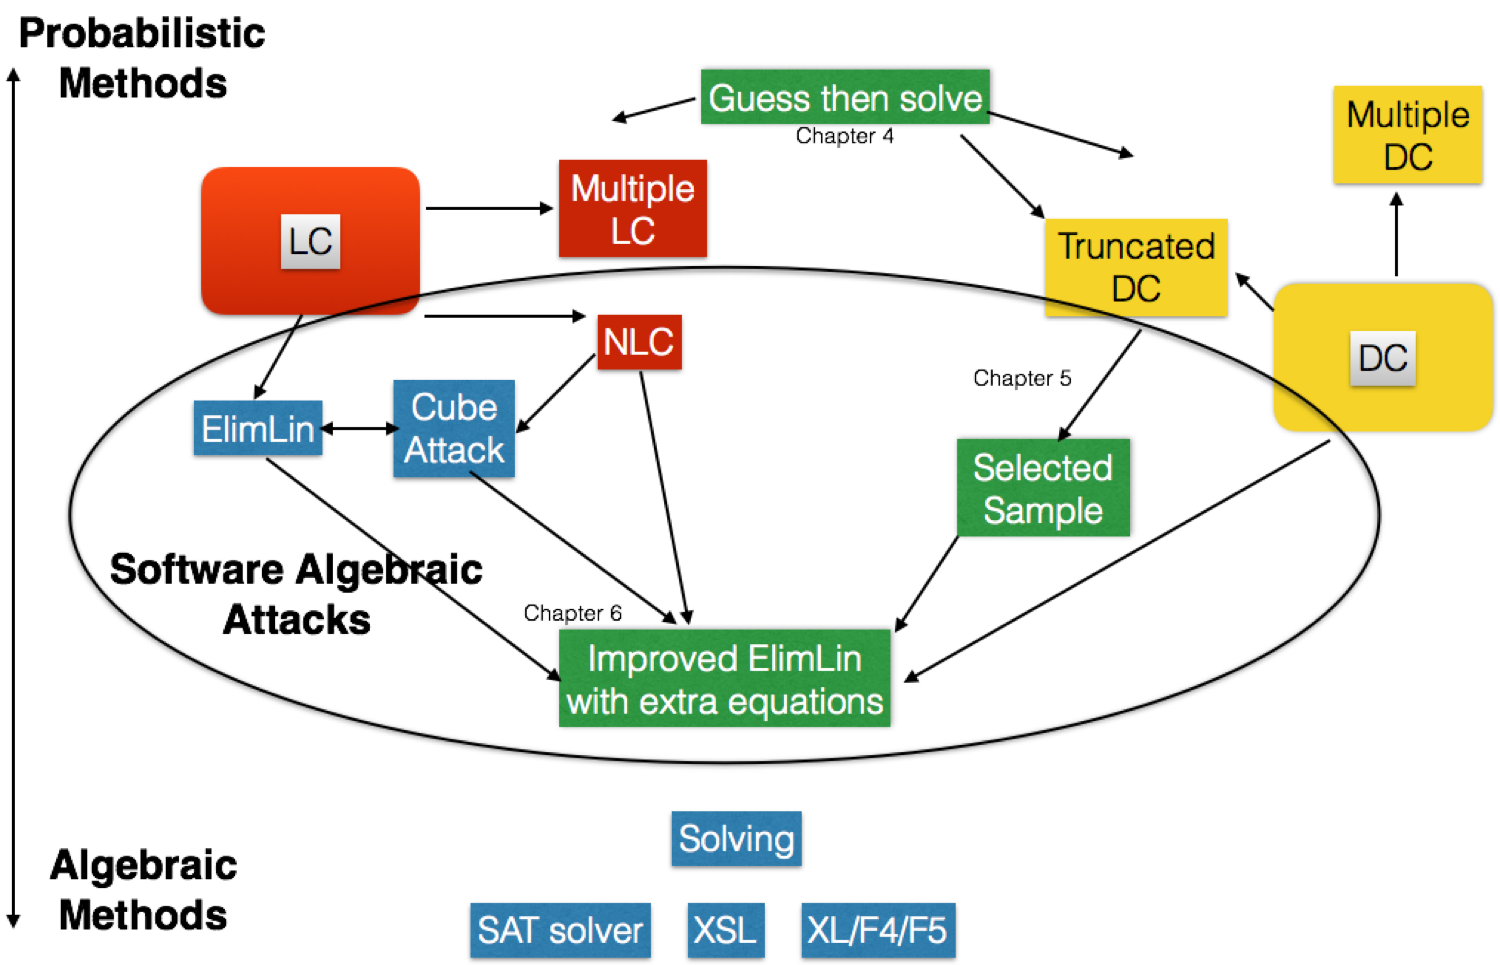 Probabilistic
Methods
Guess then solve
Chapter 4
Multiple
DC
LC
Multiple
LC
Truncated
DC
DC
NLC
Chapter 5
ElimLin
Cube
Attack
Selected
Sample
Software Algebraic
Attacks
Chapter 6
Improved ElimLin
with extra equations
Solving
Algebraic
Methods
SAT solver
XSL
XL/F4/F5